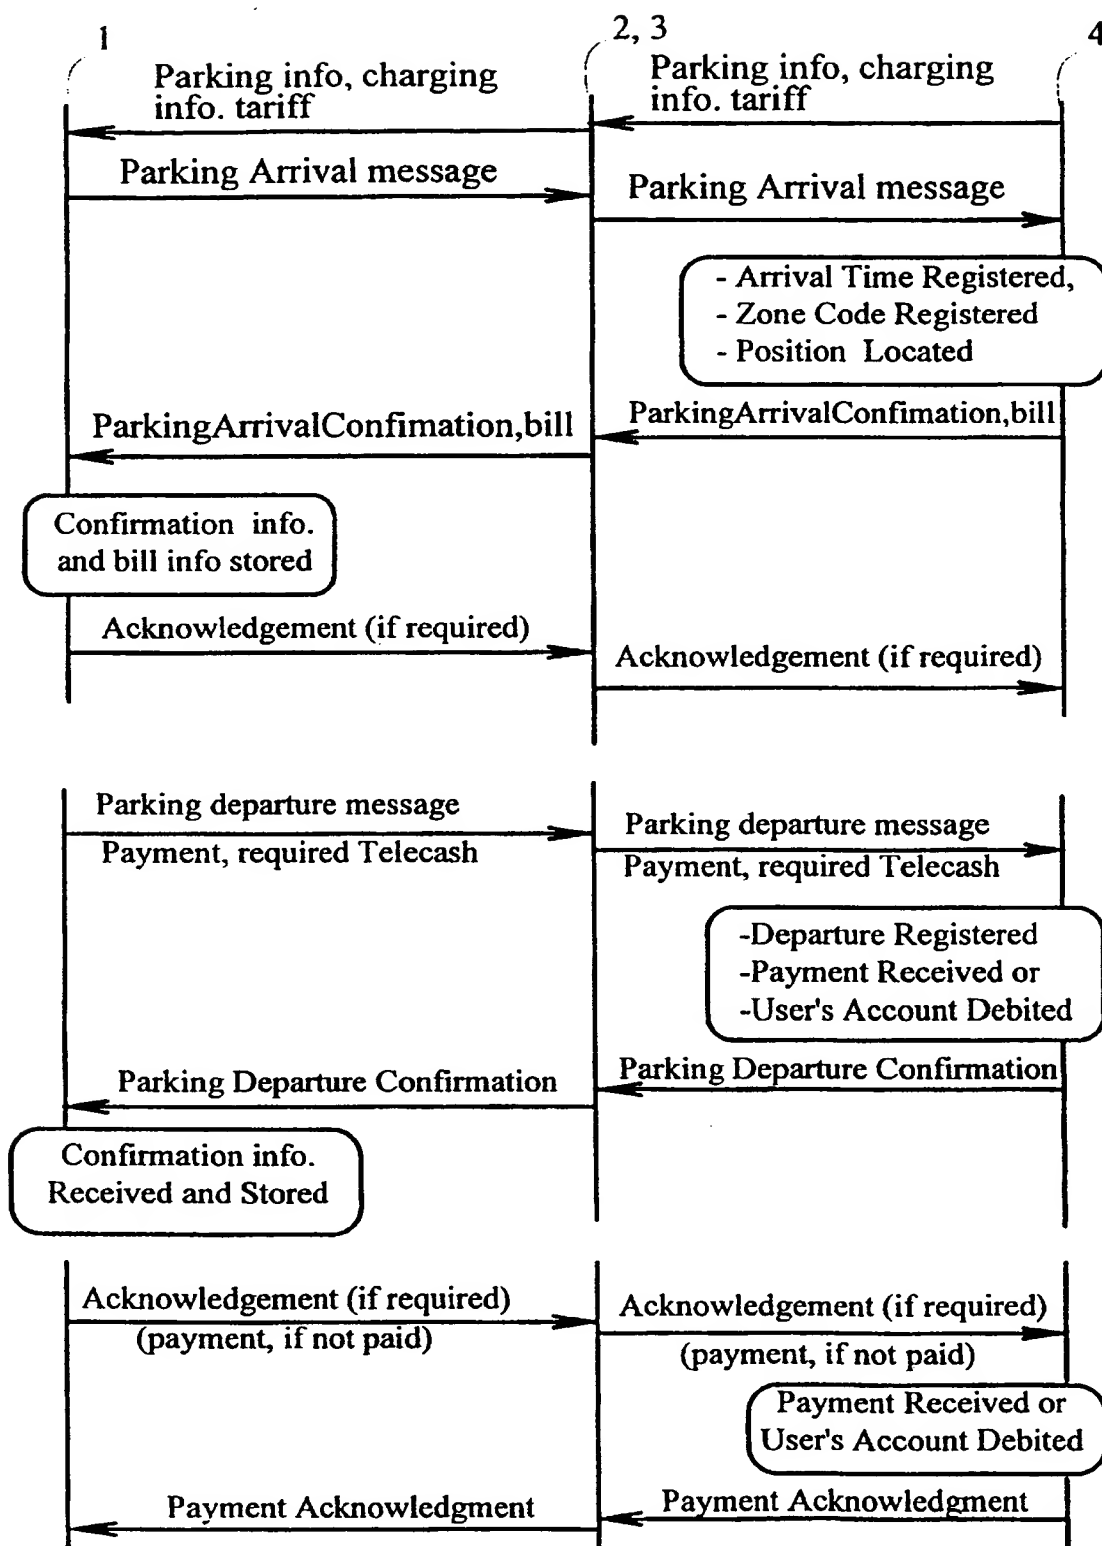 1
2, 3
4
Parking info, charging
info. tariff
Parking info, charging
info. tariff
Parking Arrival message
Parking Arrival message
- Arrival Time Registered,
- Zone Code Registered
- Position Located
ParkingArrivalConfimation,bill
ParkingArrivalConfimation,bill
Confirmation info.
and bill info stored
Acknowledgement (if required)
Acknowledgement (if required)
Parking departure message
Payment, required Telecash
Parking departure message
Payment, required Telecash
-Departure Registered
-Payment Received or
-User's Account Debited
Parking Departure Confirmation
Parking Departure Confirmation
Confirmation info.
Received and Stored
Acknowledgement (if required)
(payment, if not paid)
Acknowledgement (if required)
(payment, if not paid)
Payment Received or
User's Account Debited
Payment Acknowledgment
Payment Acknowledgment